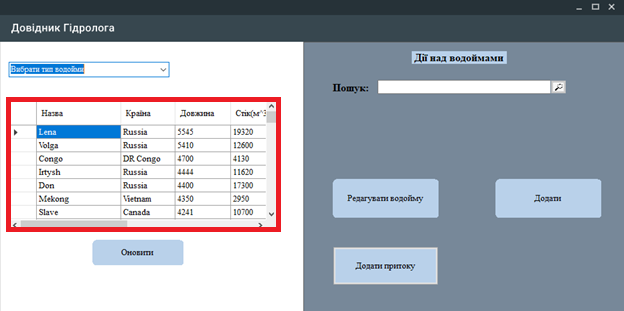 Довідник Гідролога
Вибрати тип водойми
Назва Країна Довжина Стік(м^3
Lena Russia 5545 19320
Volga Russia 5410 12600
Congo DR Congo 4700 4130
Irtysh Russia 4444 11620
Don Russia 4400 17300
Mekong Vietnam 4350 2950
Slave Canada 4241 10700
Оновити
Дії над водоймами
Пошук:
Редагувати водойму Додати
Додати притоку